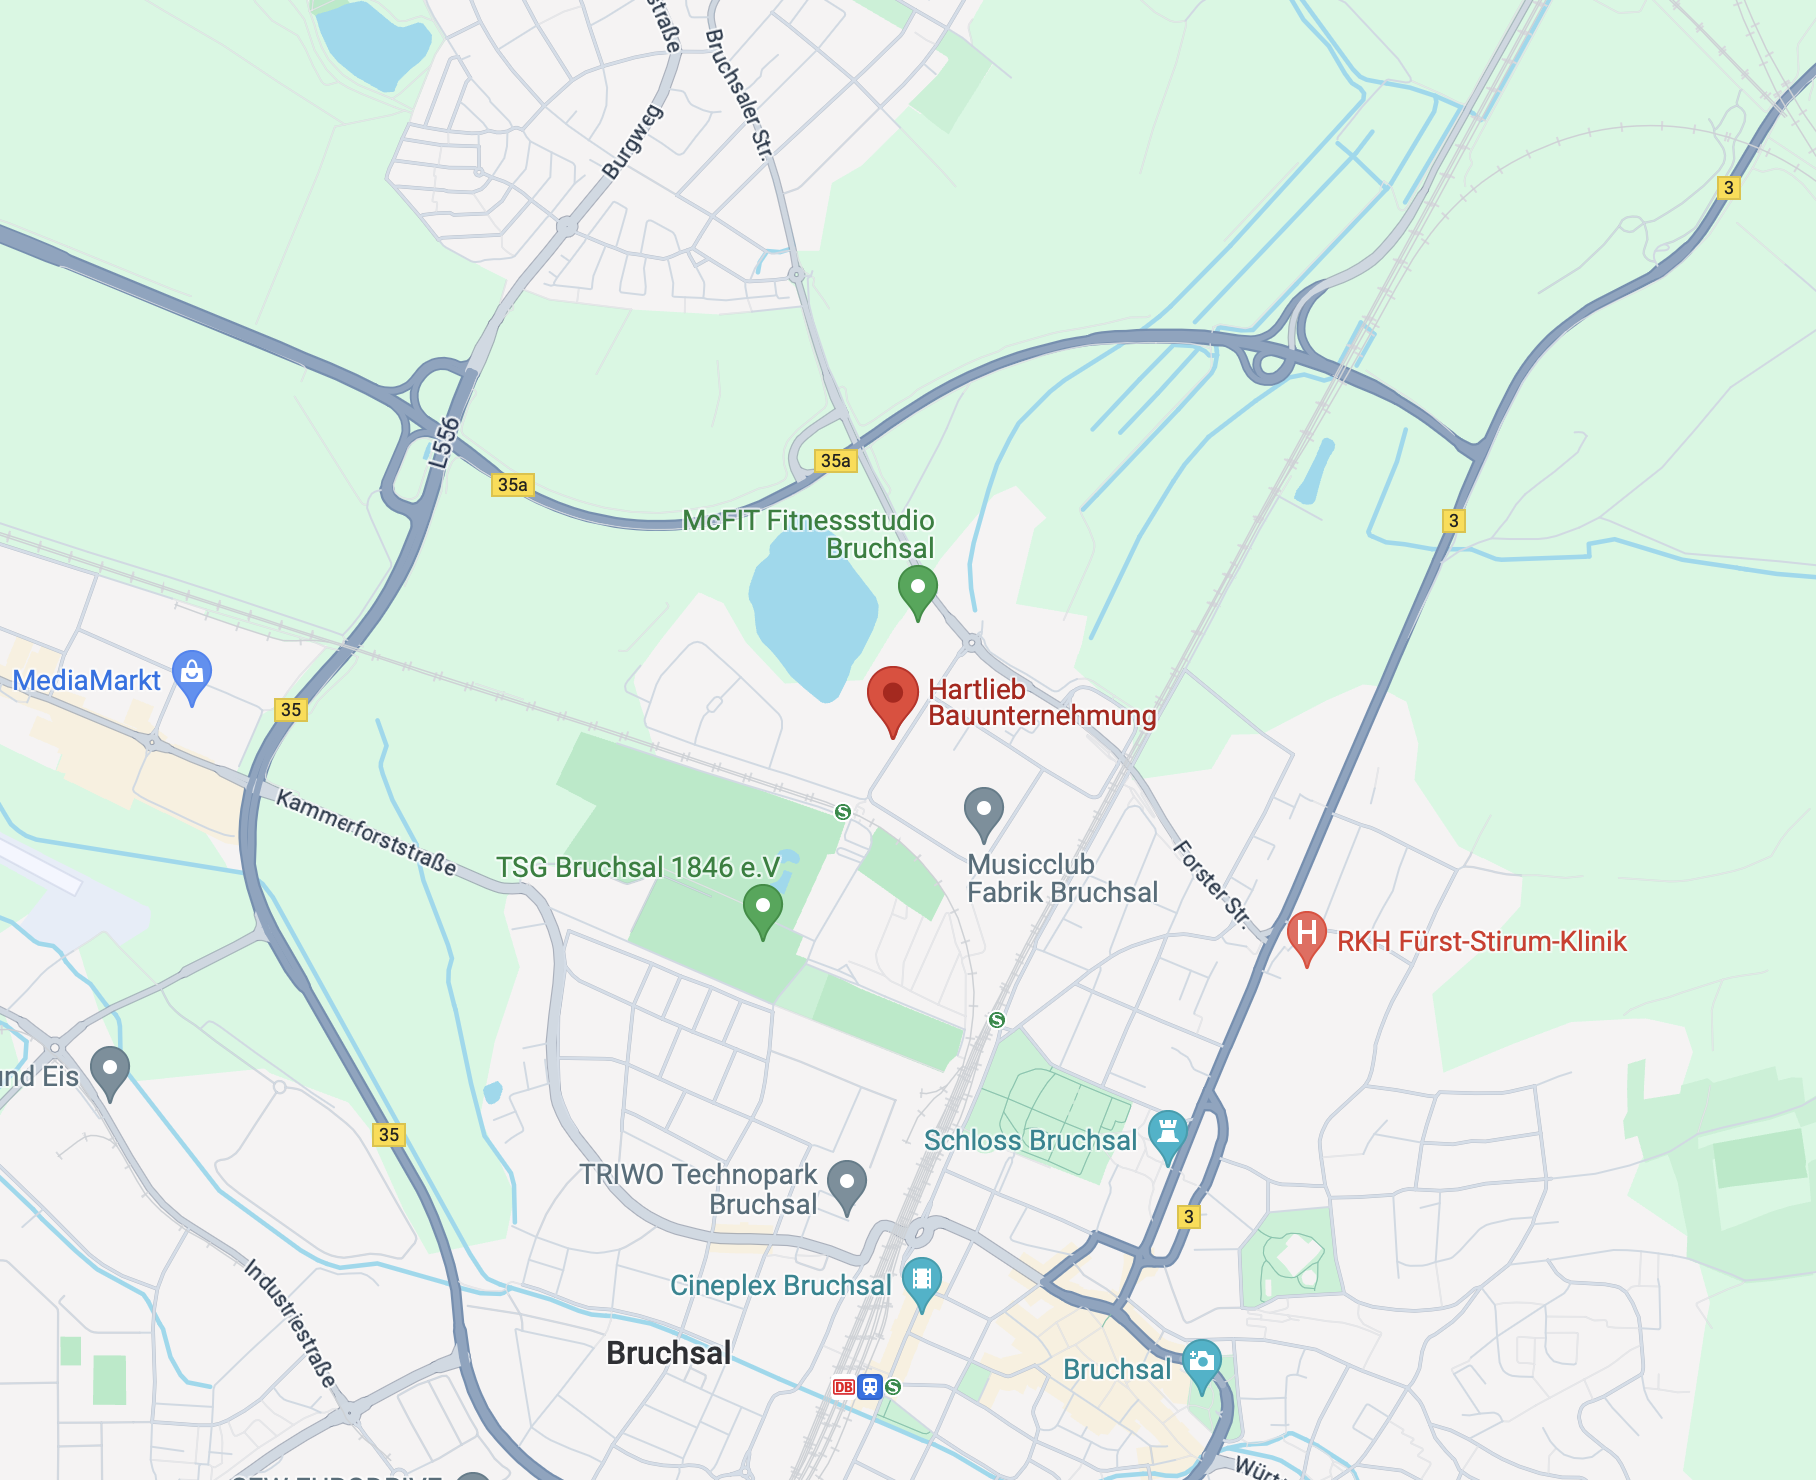 straße
Bruchsaler Str.
Burgweg
3
L556
35a
35a
McFIT Fitnessstudio
Bruchsal
3
MediaMarkt
35
Hartlieb
Bauunternehmung
Kammerforststraße
S
TSG Bruchsal 1846 e.V
Musicclub
Fabrik Bruchsal
Forster Str.
H
RKH Fürst-Stirum-Klinik
S
und Eis
35
Schloss Bruchsal
TRIWO Technopark
Bruchsal
3
Industriestraße
Cineplex Bruchsal
Bruchsal
Bruchsal
DB
S